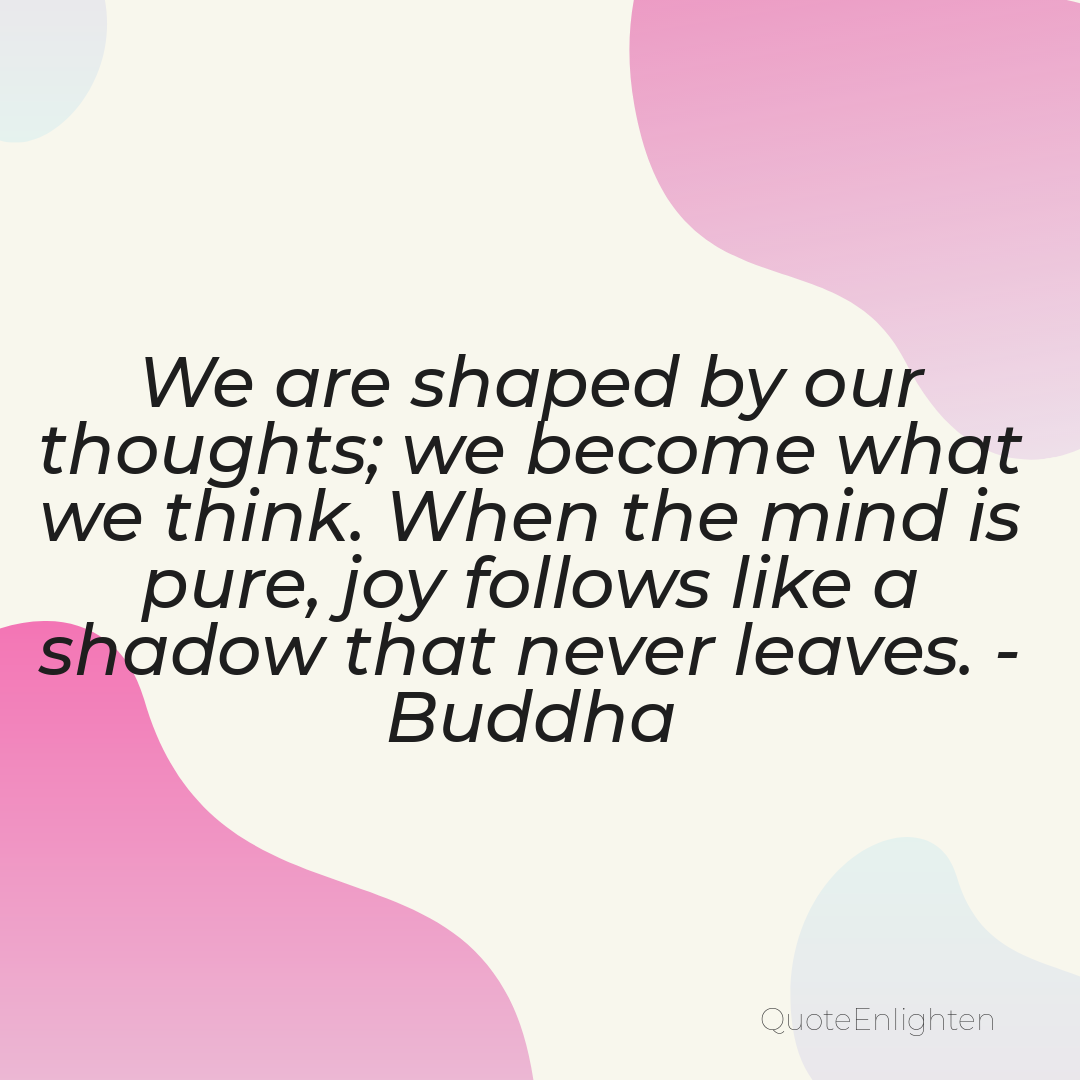 We are shaped by our
thoughts; we become what
we think. When the mind is
pure, joy follows like a
shadow that never leaves. -
Buddha
QuoteEnlighten